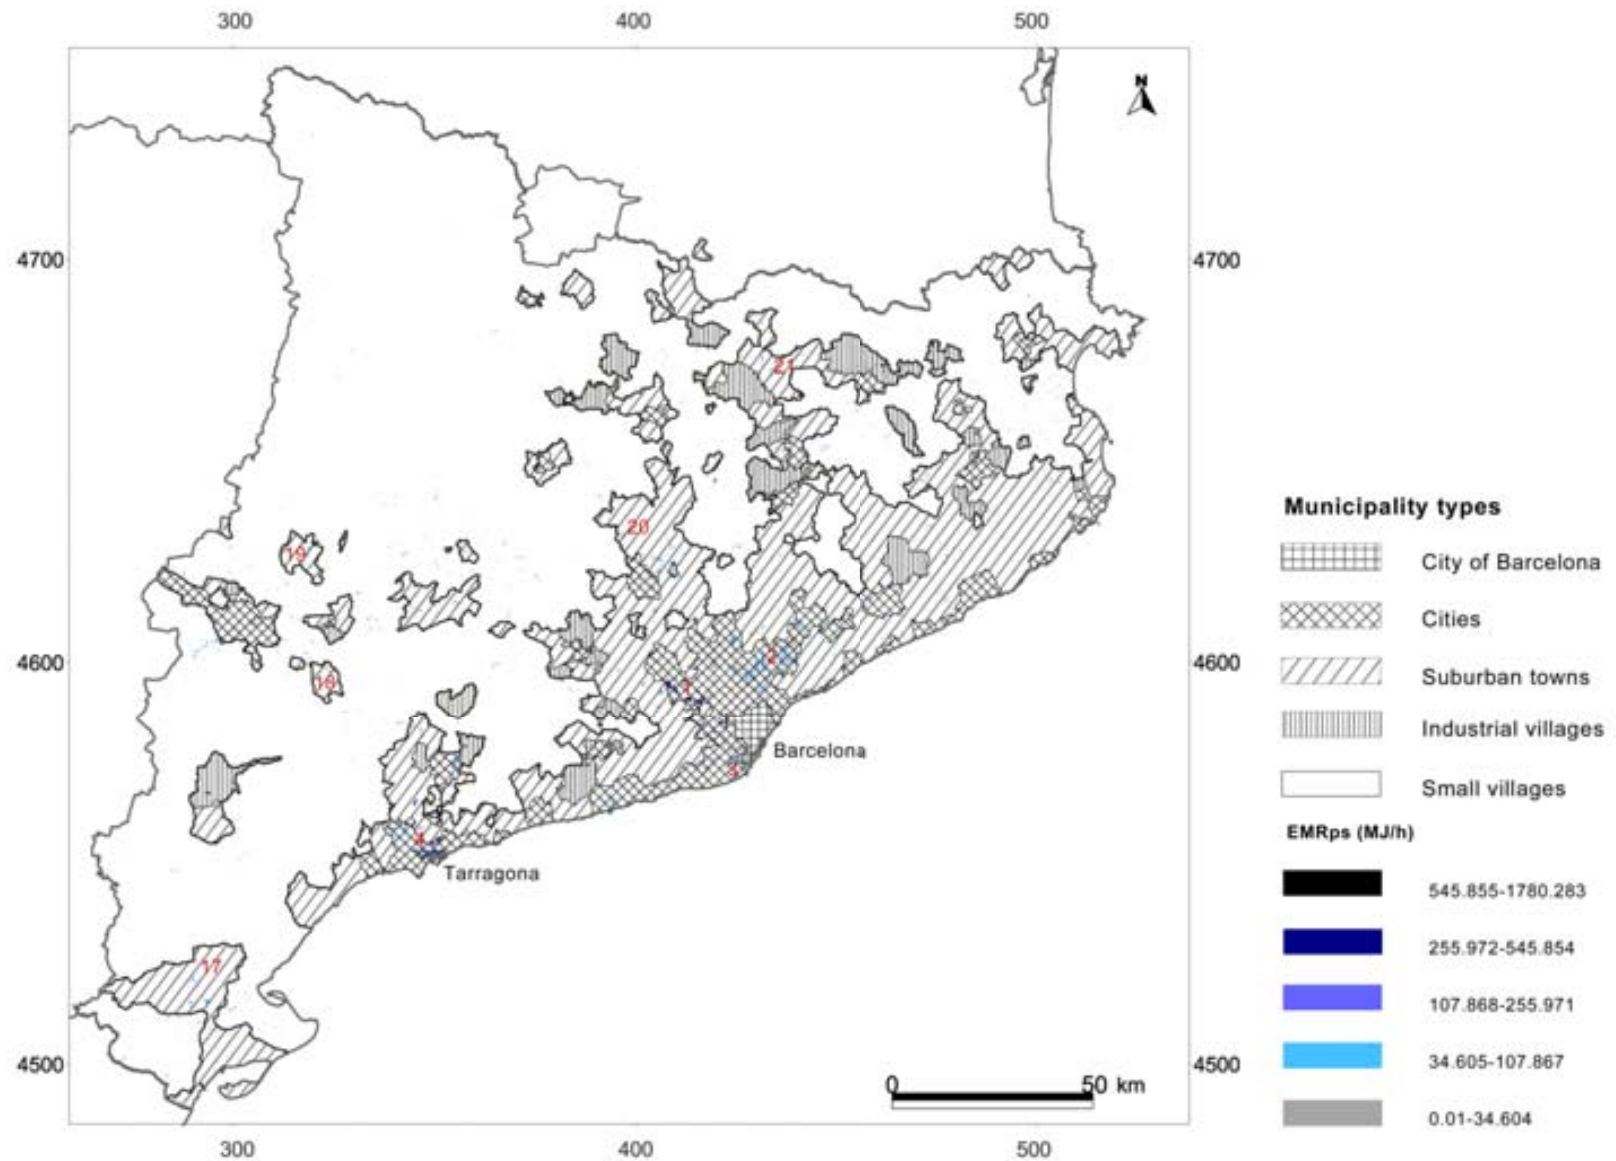 300 400 500
N
4700 4700
21
20
19
4600 2 4600
18
Barcelona
3
4
Tarragona
17
4500 4500
0 50 km
300 400 500
Municipality types
City of Barcelona
Cities
Suburban towns
Industrial villages
Small villages
EMRps (MJ/h)
545.855-1780.283
255.972-545.854
107.868-255.971
34.605-107.867
0.01-34.604